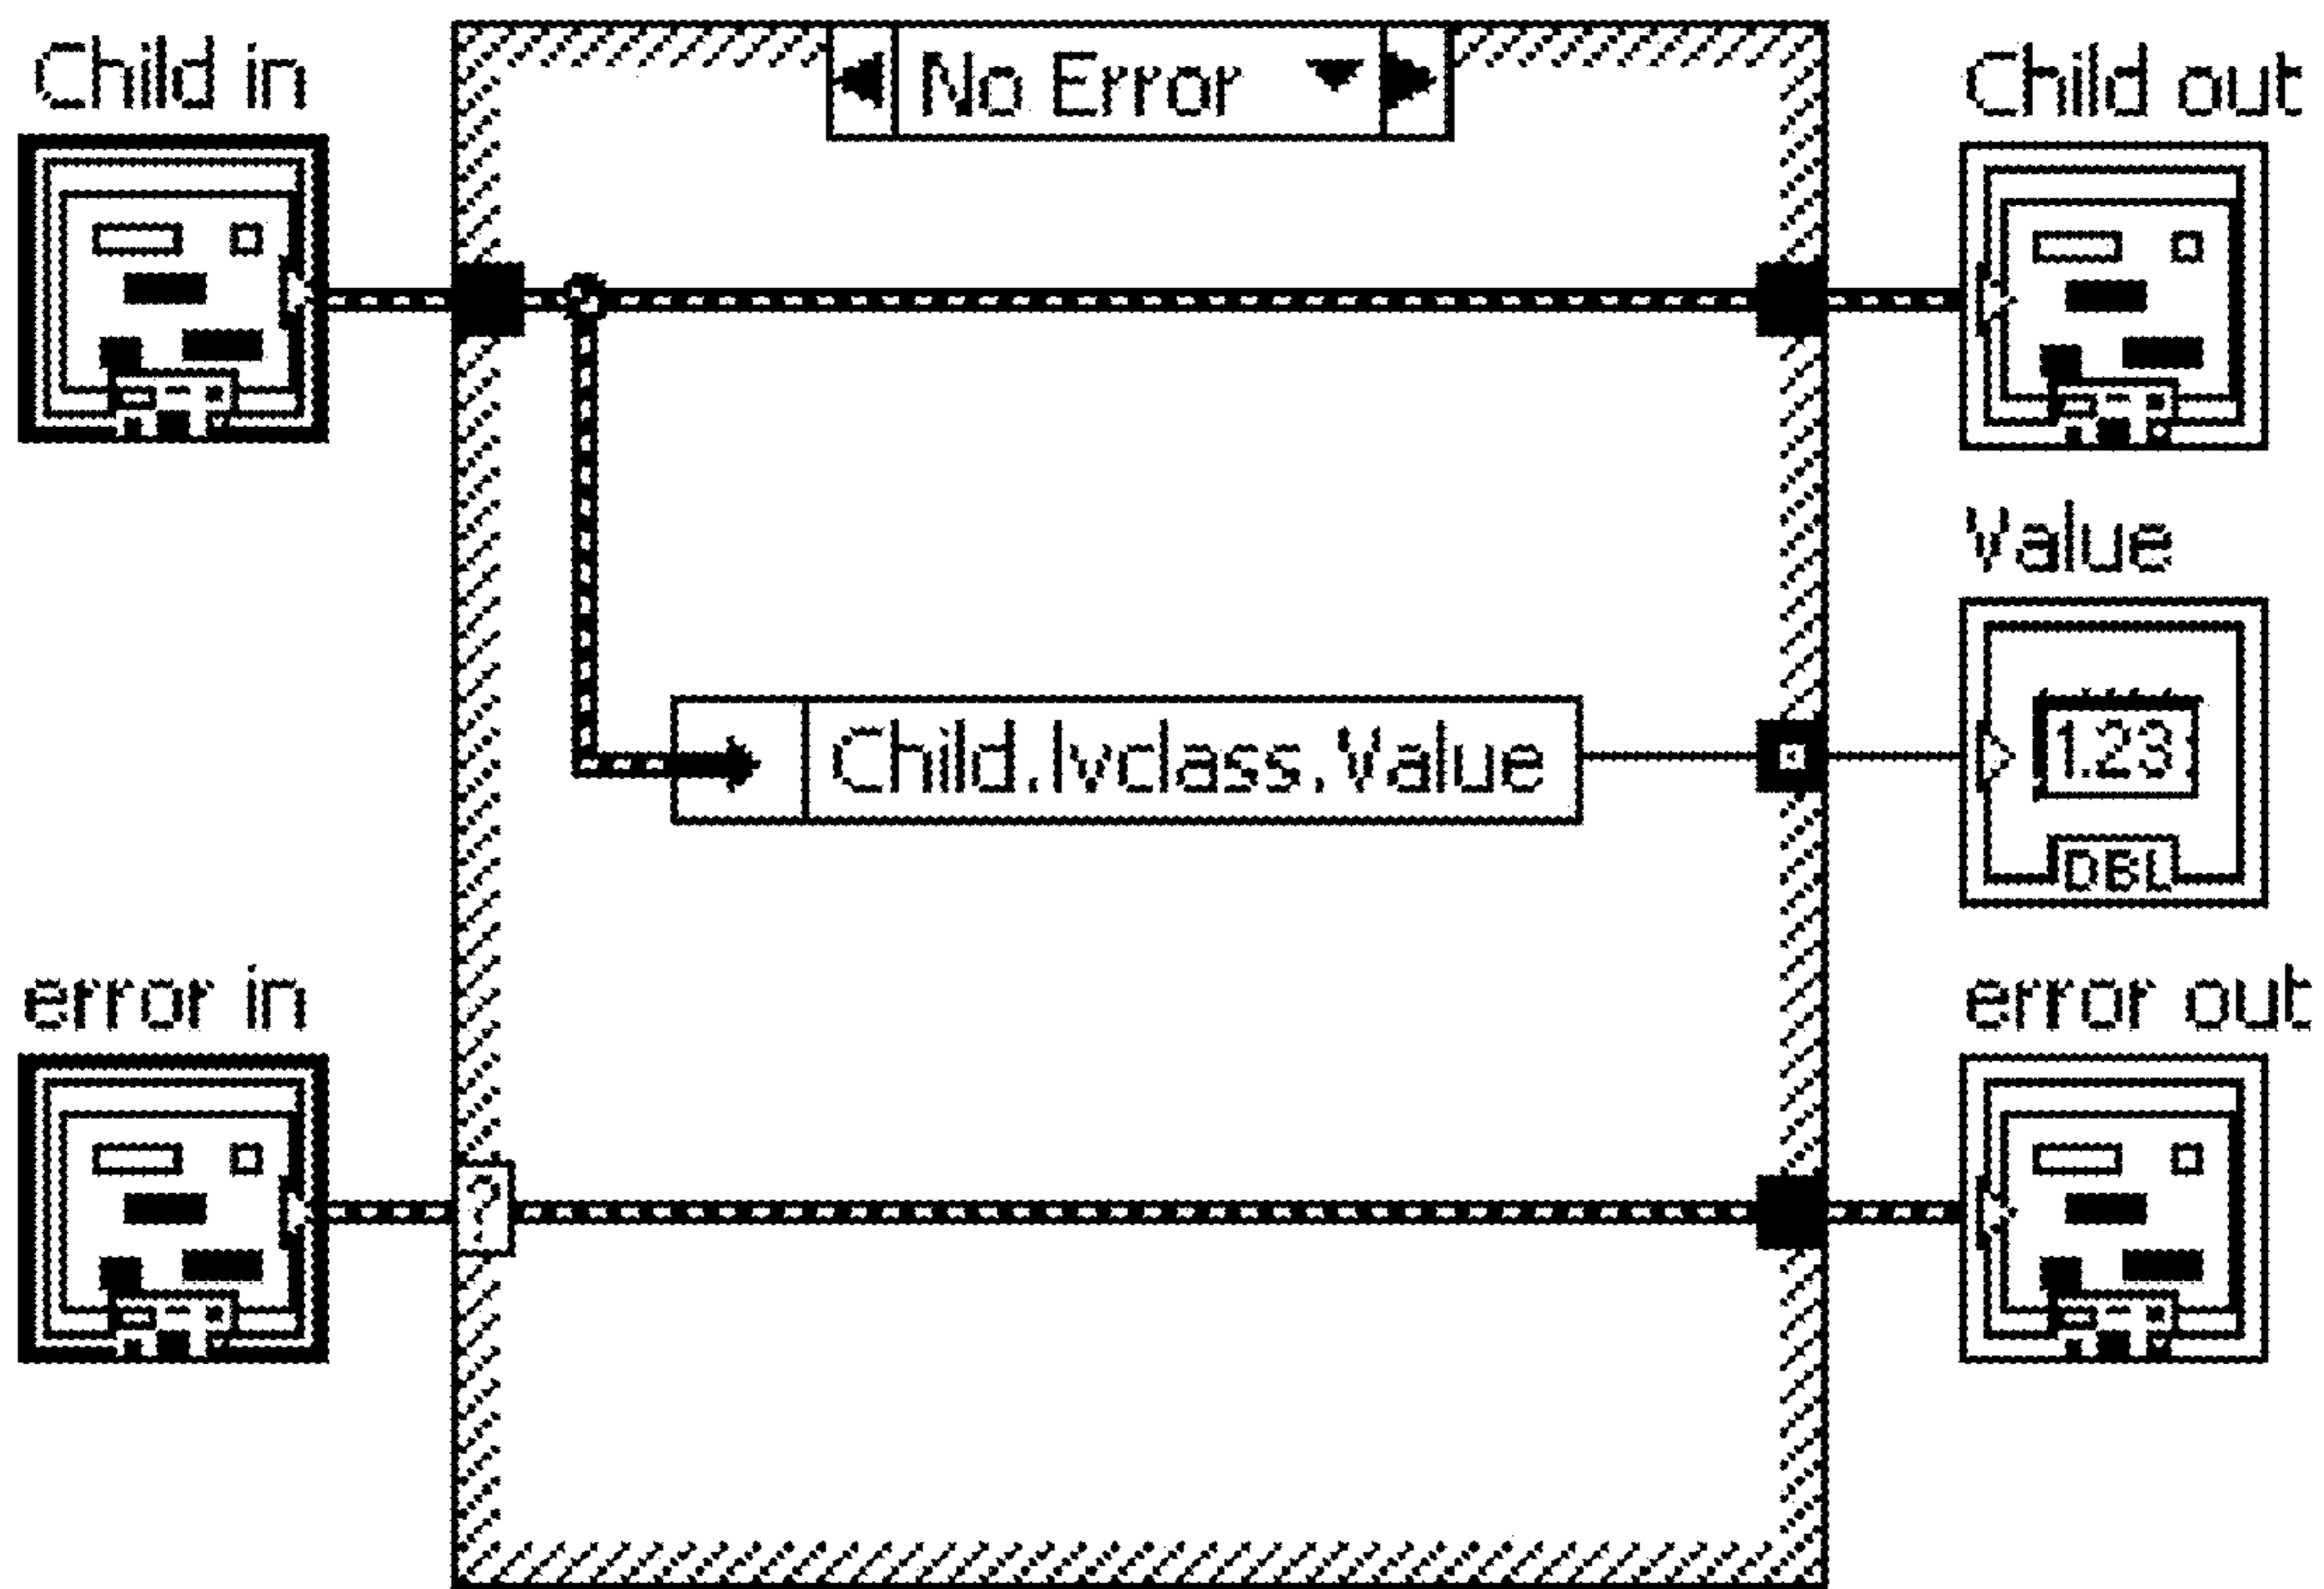 Child in
No Error
Child out
Value
Child.lvclass.Value
1.23
DBL
error in
?
error out